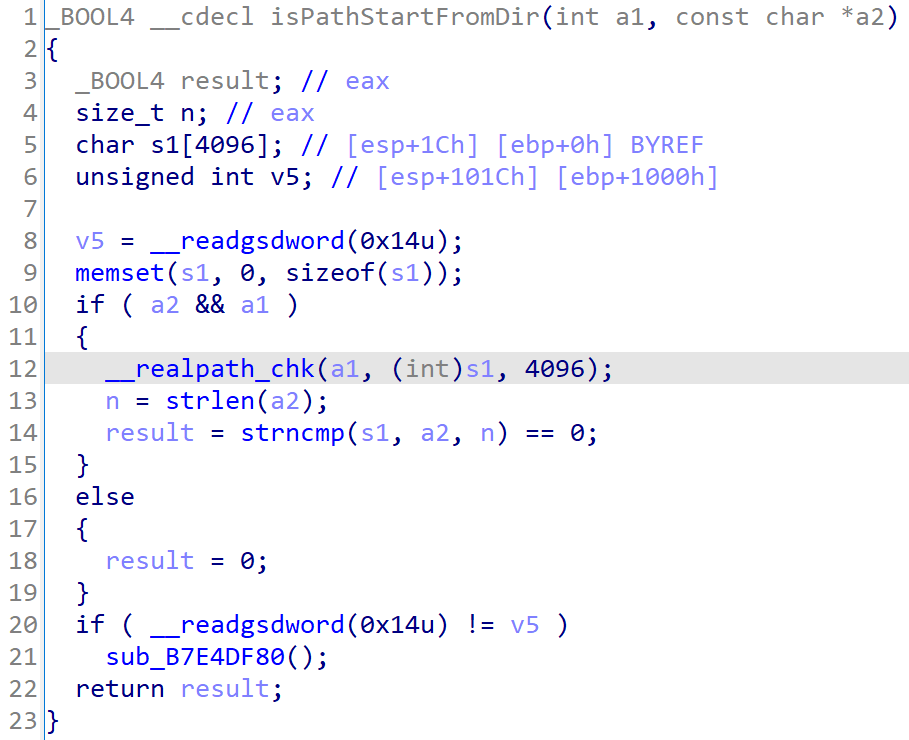 1 _BOOL4 __cdecl isPathStartFromDir(int a1, const char *a2)
2 {
3 _BOOL4 result; // eax
4 size_t n; // eax
5 char s1[4096]; // [esp+1Ch] [ebp+0h] BYREF
6 unsigned int v5; // [esp+101Ch] [ebp+1000h]
7
8 v5 = __readgsdword(0x14u);
9 memset(s1, 0, sizeof(s1));
10 if ( a2 && a1 )
11 {
12 __realpath_chk(a1, (int)s1, 4096);
13 n = strlen(a2);
14 result = strncmp(s1, a2, n) == 0;
15 }
16 else
17 {
18 result = 0;
19 }
20 if ( __readgsdword(0x14u) != v5 )
21 sub_B7E4DF80();
22 return result;
23 }